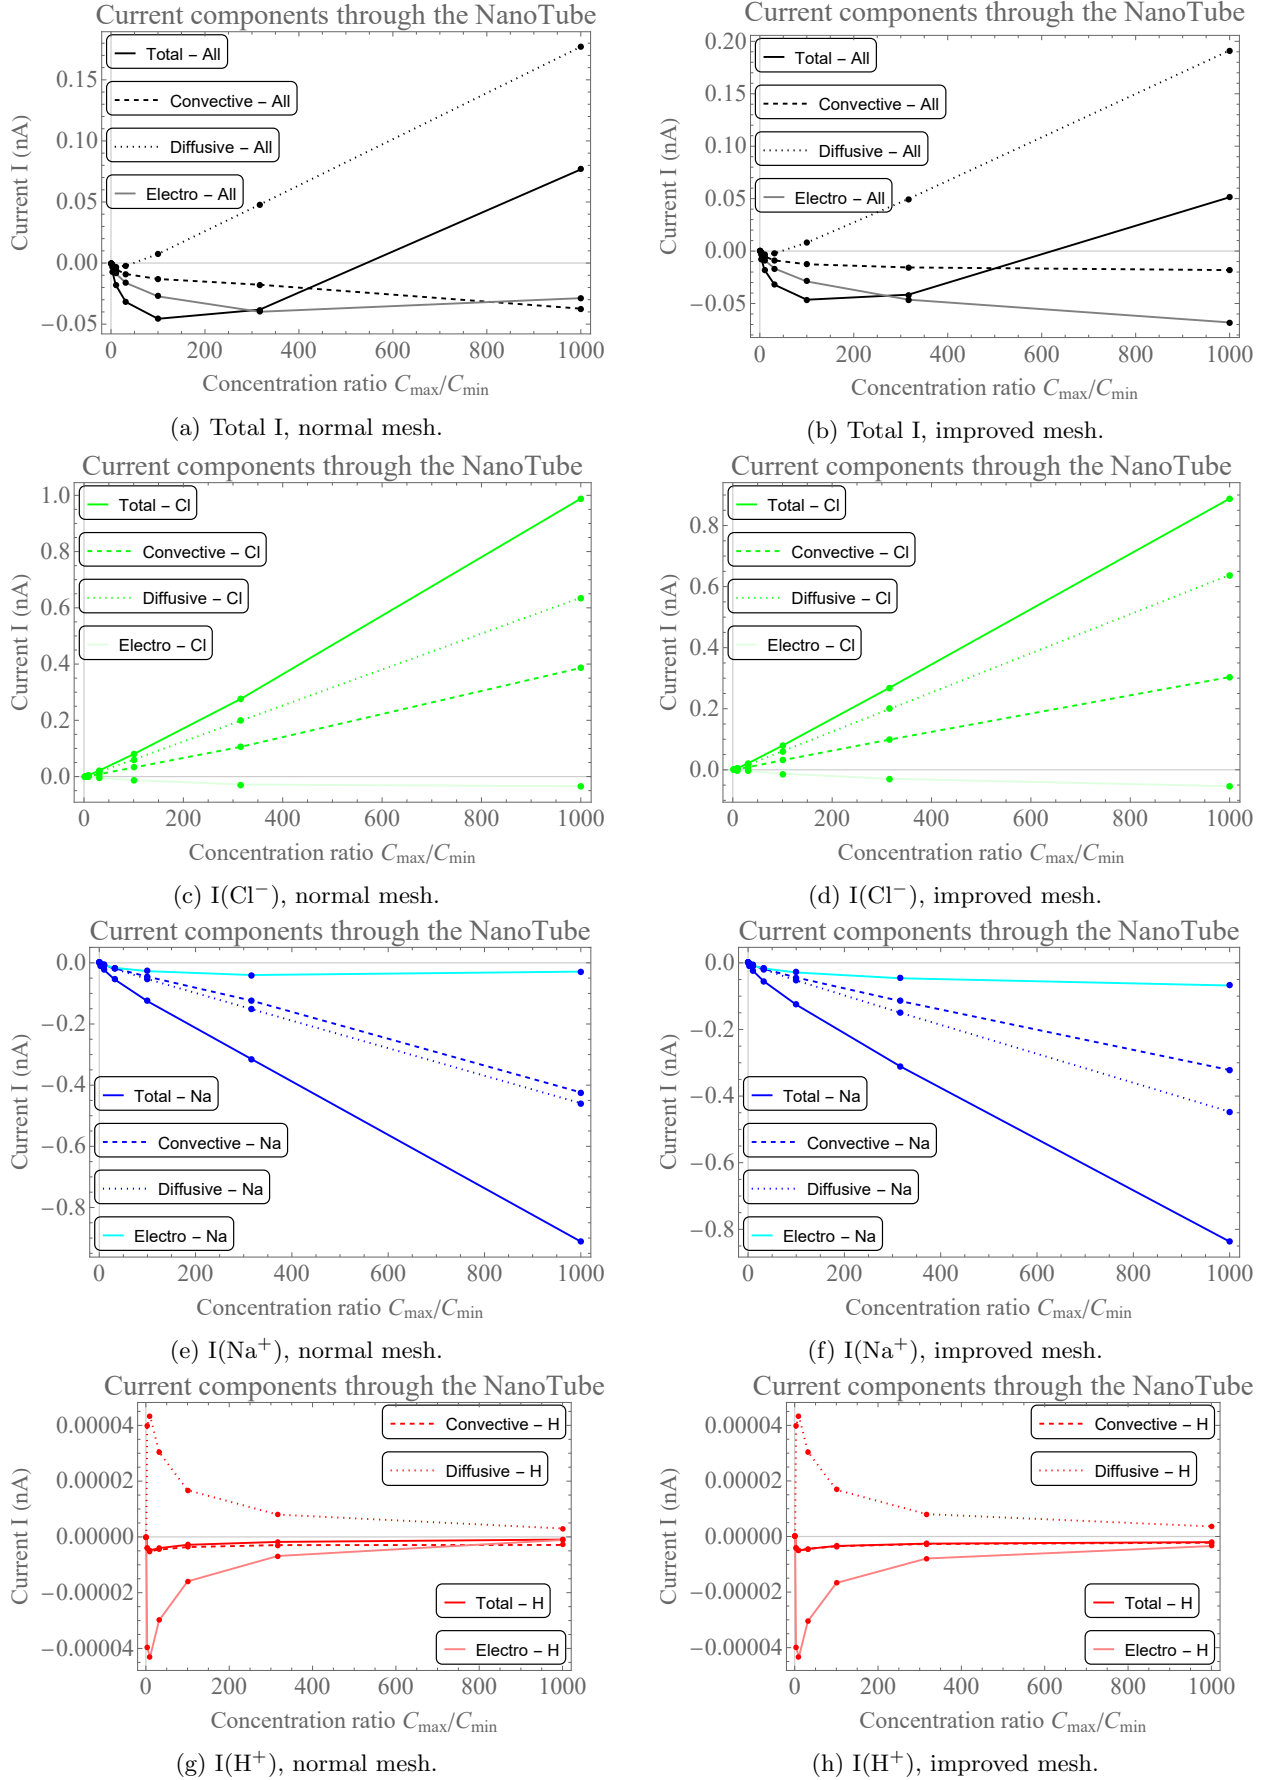 Current components through the NanoTube
Total – All
Convective – All
Diffusive – All
Electro – All
0.15
0.10
0.05
0.00
−0.05
Current I (nA)
0 200 400 600 800 1000
Concentration ratio Cmax/Cmin
(a) Total I, normal mesh.
Current components through the NanoTube
Total – All
Convective – All
Diffusive – All
Electro – All
0.20
0.15
0.10
0.05
0.00
−0.05
Current I (nA)
0 200 400 600 800 1000
Concentration ratio Cmax/Cmin
(b) Total I, improved mesh.
Current components through the NanoTube
Total – Cl
Convective – Cl
Diffusive – Cl
Electro – Cl
1.0
0.8
0.6
0.4
0.2
0.0
Current I (nA)
0 200 400 600 800 1000
Concentration ratio Cmax/Cmin
(c) I(Cl−), normal mesh.
Current components through the NanoTube
Total – Cl
Convective – Cl
Diffusive – Cl
Electro – Cl
0.8
0.6
0.4
0.2
0.0
Current I (nA)
0 200 400 600 800 1000
Concentration ratio Cmax/Cmin
(d) I(Cl−), improved mesh.
Current components through the NanoTube
0.0
−0.2
−0.4
−0.6
−0.8
Current I (nA)
Total – Na
Convective – Na
Diffusive – Na
Electro – Na
0 200 400 600 800 1000
Concentration ratio Cmax/Cmin
(e) I(Na+), normal mesh.
Current components through the NanoTube
0.0
−0.2
−0.4
−0.6
−0.8
Current I (nA)
Total – Na
Convective – Na
Diffusive – Na
Electro – Na
0 200 400 600 800 1000
Concentration ratio Cmax/Cmin
(f) I(Na+), improved mesh.
Current components through the NanoTube
0.00004
0.00002
0.00000
−0.00002
−0.00004
Current I (nA)
Convective – H
Diffusive – H
Total – H
Electro – H
0 200 400 600 800 1000
Concentration ratio Cmax/Cmin
(g) I(H+), normal mesh.
Current components through the NanoTube
0.00004
0.00002
0.00000
−0.00002
−0.00004
Current I (nA)
Convective – H
Diffusive – H
Total – H
Electro – H
0 200 400 600 800 1000
Concentration ratio Cmax/Cmin
(h) I(H+), improved mesh.